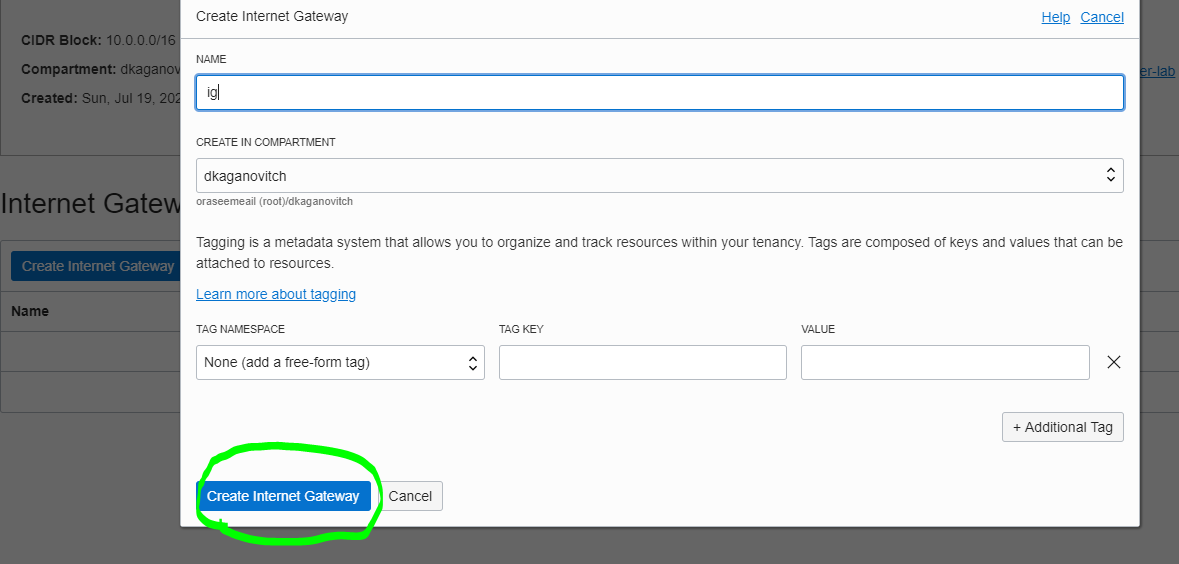 Create Internet Gateway
Help Cancel
CIDR Block: 10.0.0.0/16
Compartment:
Created: Sun, Jul 19,
er-lab
NAME
ig
CREATE IN COMPARTMENT
dkaganovitch
oraseemeail (root)/dkaganovitch
Internet
Tagging is a metadata system that allows you to organize and track resources within your tenancy. Tags are composed of keys and values that can be
attached to resources.
Create Internet Gateway
Learn more about tagging
Name
TAG NAMESPACE TAG KEY VALUE
None (add a free-form tag)
+ Additional Tag
Create Internet Gateway Cancel